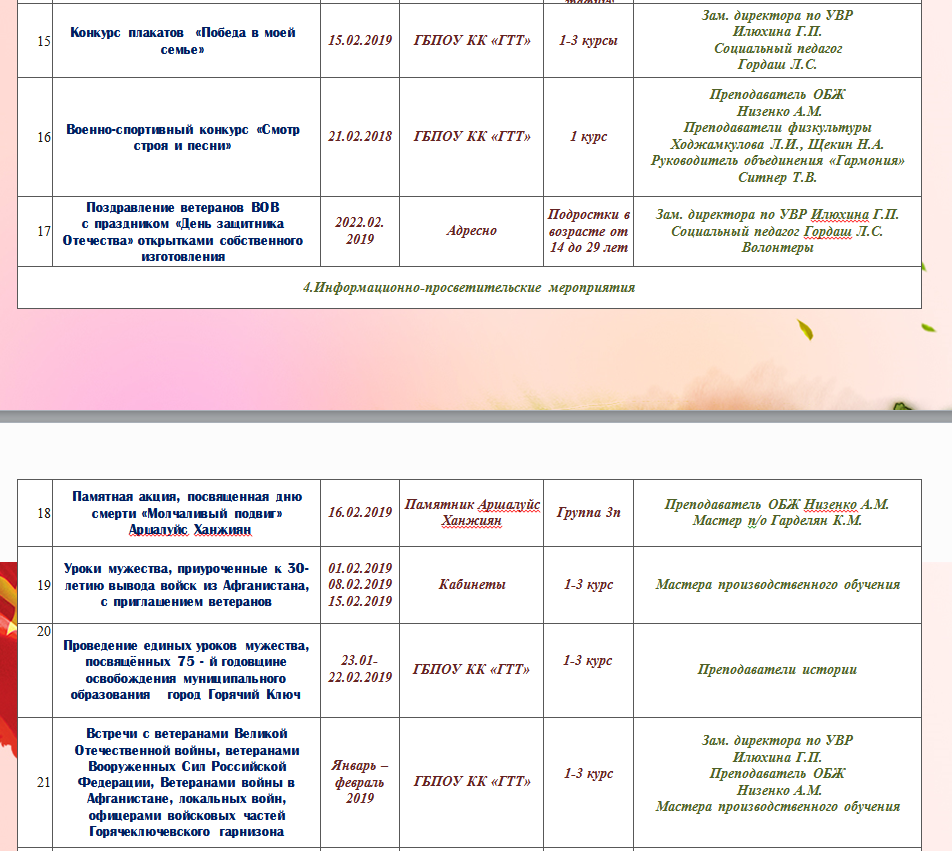 15
Конкурс плакатов «Победа в моей
семье»
15.02.2019
ГБПОУ КК «ГТТ»
1-3 курсы
Зам. директора по УВР
Илюхина Г.П.
Социальный педагог
Гордаш Л.С.
16
Военно-спортивный конкурс «Смотр
строя и песни»
21.02.2018
ГБПОУ КК «ГТТ»
1 курс
Преподаватель ОБЖ
Низенко А.М.
Преподаватели физкультуры
Ходжамкулова Л.И., Щекин Н.А.
Руководитель объединения «Гармония»
Ситнер Т.В.
17
Поздравление ветеранов ВОВ
с праздником «День защитника
Отечества» открытками собственного
изготовления
2022.02.
2019
Адресно
Подростки в
возрасте от
14 до 29 лет
Зам. директора по УВР Илюхина Г.П.
Социальный педагог Гордаш Л.С.
Волонтеры
4.Информационно-просветительские мероприятия
18
Памятная акция, посвященная дню
смерти «Молчаливый подвиг»
Аршалуйс Ханжиян
16.02.2019
Памятник Аршалуйс
Ханжиян
Группа 3п
Преподаватель ОБЖ Низенко А.М.
Мастер п/о Гарделян К.М.
19
Уроки мужества, приуроченные к 30-
летию вывода войск из Афганистана,
с приглашением ветеранов
01.02.2019
08.02.2019
15.02.2019
Кабинеты
1-3 курс
Мастера производственного обучения
20
Проведение единых уроков мужества,
посвящённых 75 - й годовщине
освобождения муниципального
образования город Горячий Ключ
23.01-
22.02.2019
ГБПОУ КК «ГТТ»
1-3 курс
Преподаватели истории
21
Встречи с ветеранами Великой
Отечественной войны, ветеранами
Вооруженных Сил Российской
Федерации, Ветеранами войны в
Афганистане, локальных войн,
офицерами войсковых частей
Горячеключевского гарнизона
Январь –
февраль
2019
ГБПОУ КК «ГТТ»
1-3 курс
Зам. директора по УВР
Илюхина Г.П.
Преподаватель ОБЖ
Низенко А.М.
Мастера производственного обучения